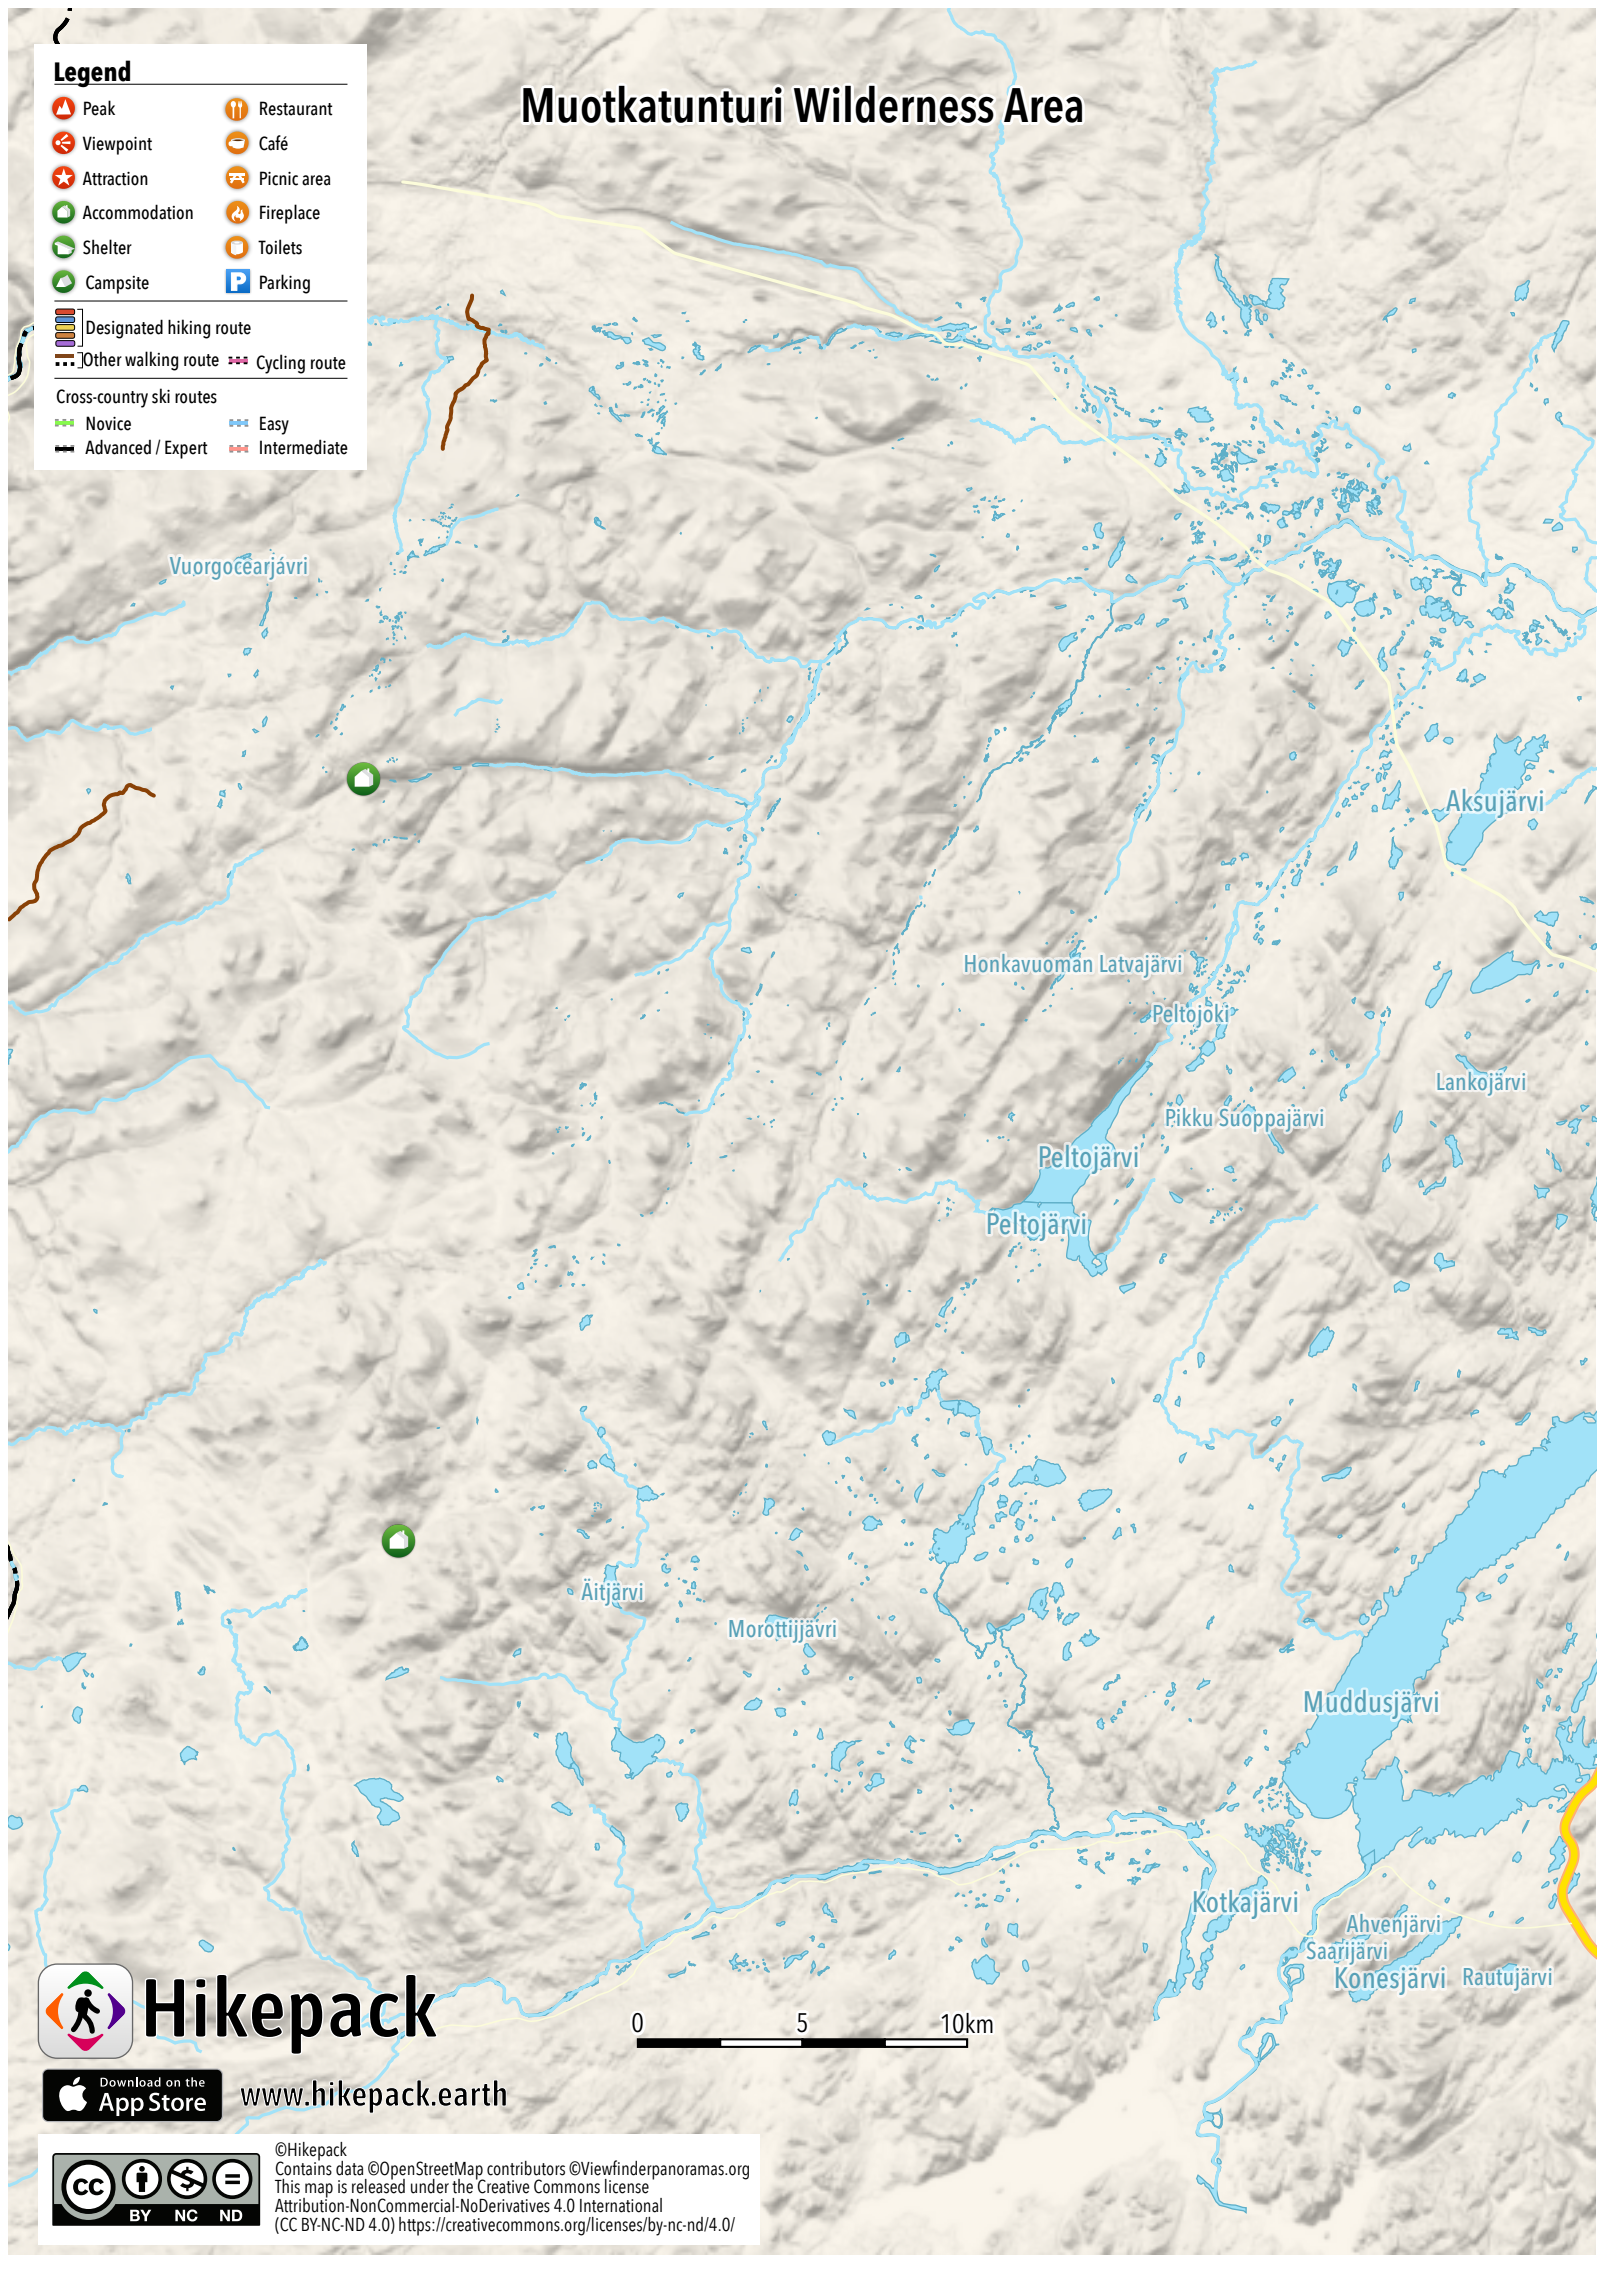 Muotkatunturi Wilderness Area
Legend
Peak
Restaurant
Viewpoint
Café
Attraction
Picnic area
Accommodation
Fireplace
Shelter
Toilets
Campsite
P
Parking
Designated hiking route
Other walking route
Cycling route
Cross-country ski routes
Novice
Easy
Advanced / Expert
Intermediate
Vuorgočearjávri
Aksujärvi
Honkavuoman Latvajärvi
Peltojoki
Lankojärvi
Pikku Suoppajärvi
Peltojärvi
Peltojärvi
Äitjärvi
Morottijjävri
Muddusjärvi
Kotkajärvi
Ahvenjärvi
Saarijärvi
Konesjärvi
Rautujärvi
Hikepack
0 5 10km
Download on the
App Store
www.hikepack.earth
cc
BY NC ND
©Hikepack
Contains data ©OpenStreetMap contributors ©Viewfinderpanoramas.org
This map is released under the Creative Commons license
Attribution-NonCommercial-NoDerivatives 4.0 International
(CC BY-NC-ND 4.0) https://creativecommons.org/licenses/by-nc-nd/4.0/